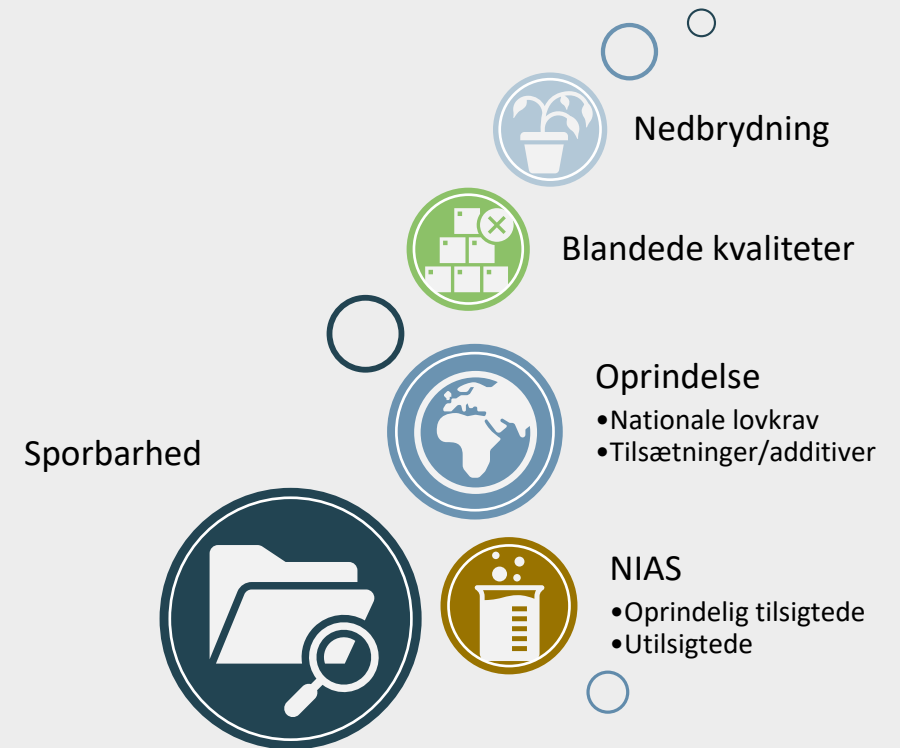 Nedbrydning
Blandede kvaliteter
Oprindelse
•Nationale lovkrav
•Tilsætninger/additiver
Sporbarhed
NIAS
•Oprindelig tilsigtede
•Utilsigtede